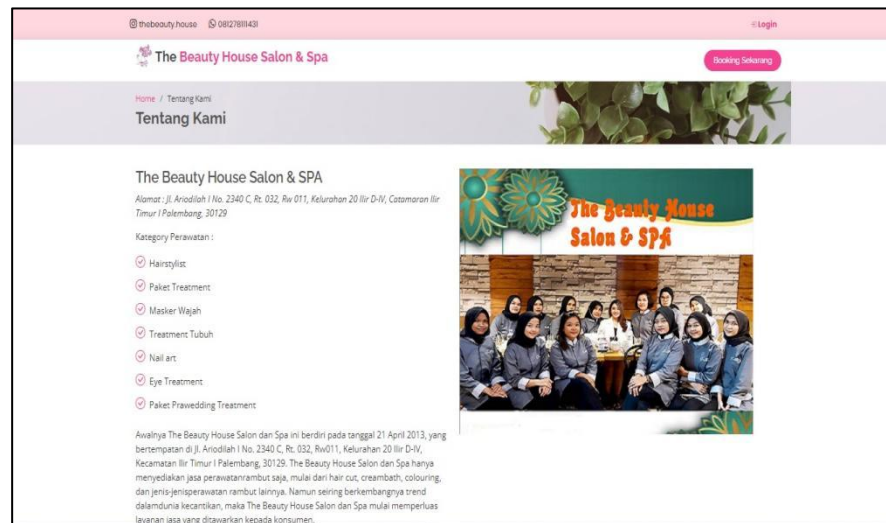 thebeauty.house 081278111431
Login
The Beauty House Salon & Spa
Booking Sekarang
Home / Tentang Kami
Tentang Kami
The Beauty House Salon & SPA
Alamat : Jl. Ariodilah I No. 2340 C, Rt. 032, Rw 011, Kelurahan 20 Ilir D-IV, Catamaran Ilir
Timur I Palembang, 30129
Kategory Perawatan :
Hairstylist
Paket Treatment
Masker Wajah
Treatment Tubuh
Nail art
Eye Treatment
Paket Prawedding Treatment
Awalnya The Beauty House Salon dan Spa ini berdiri pada tanggal 21 April 2013, yang
bertempatan di Jl. Ariodilah I No. 2340 C, Rt. 032, Rw011, Kelurahan 20 Ilir D-IV,
Kecamatan Ilir Timur I Palembang, 30129. The Beauty House Salon dan Spa hanya
menyediakan jasa perawatanrambut saja, mulai dari hair cut, creambath, colouring,
dan jenis-jenisperawatan rambut lainnya. Namun seiring berkembangnya trend
dalamdunia kecantikan, maka The Beauty House Salon dan Spa mulai memperluas
layanan jasa yang ditawarkan kepada konsumen.
The Beauty House
Salon & SPA